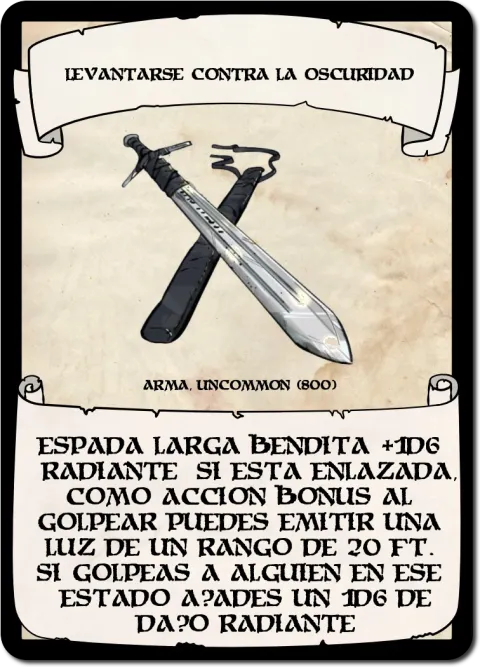 LEVANTARSE CONTRA LA OSCURIDAD
ARMA, UNCOMMON (800)
ESPADA LARGA BENDITA +1D6
RADIANTE SI ESTA ENLAZADA,
COMO ACCION BONUS AL
GOLPEAR PUEDES EMITIR UNA
LUZ DE UN RANGO DE 20 FT.
SI GOLPEAS A ALGUIEN EN ESE
ESTADO A?ADES UN 1D6 DE
DA?O RADIANTE